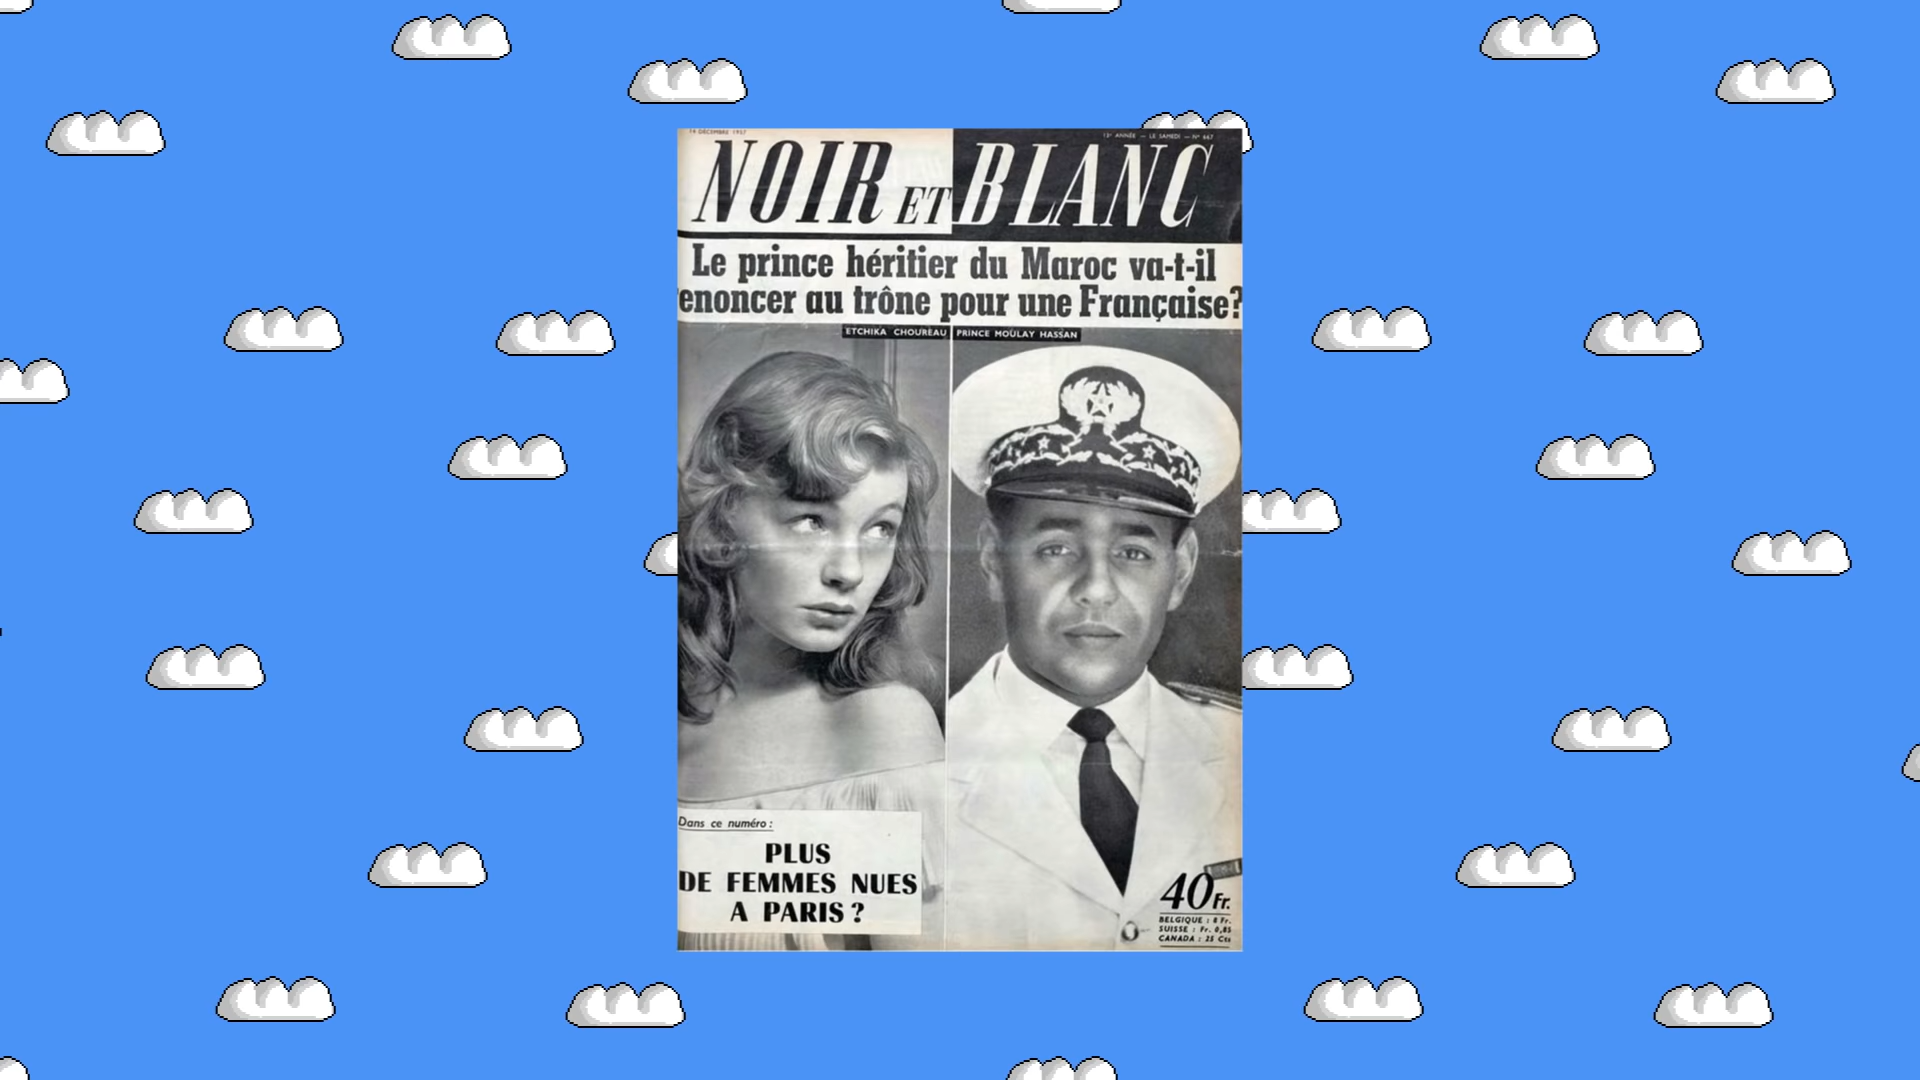 14 DÉCEMBRE 1957
13e ANNÉE — LE SAMEDI — No 667
NOIR ET BLANC
Le prince héritier du Maroc va-t-il
enoncer au trône pour une Française?
ETCHIKA CHOUREAU PRINCE MOULAY HASSAN
Dans ce numéro :
PLUS
DE FEMMES NUES
A PARIS ?
40 Fr.
BELGIQUE : 8 Fr.
SUISSE : Fr. 0,85
CANADA : 25 Cts